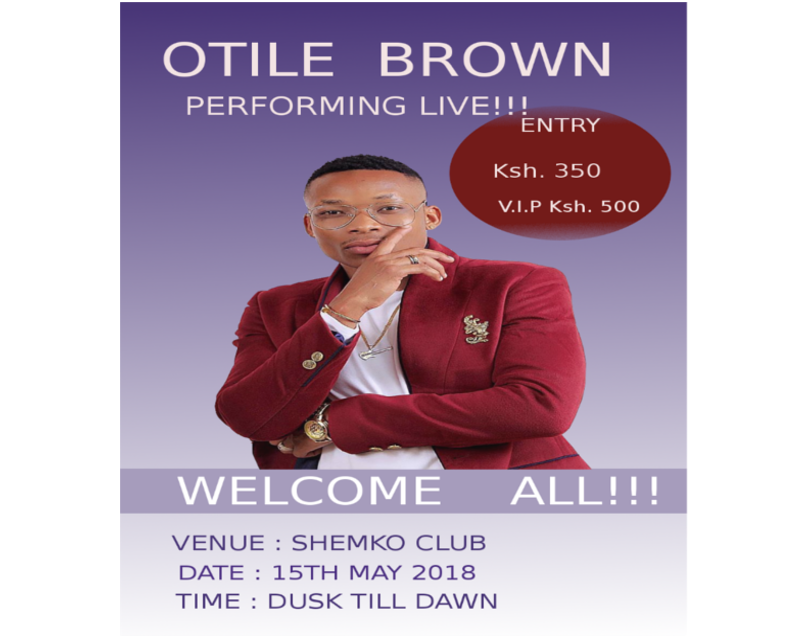 OTILE BROWN
PERFORMING LIVE!!!
ENTRY
Ksh. 350
V.I.P Ksh. 500
WELCOME ALL!!!
VENUE : SHEMKO CLUB
DATE : 15TH MAY 2018
TIME : DUSK TILL DAWN